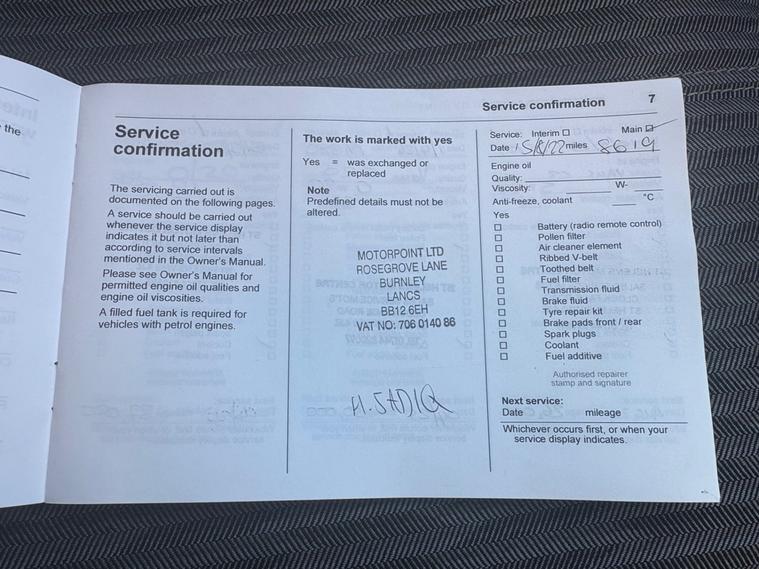 the
Service confirmation 7
Service
confirmation
The servicing carried out is
documented on the following pages.
A service should be carried out
whenever the service display
indicates it but not later than
according to service intervals
mentioned in the Owner's Manual.
Please see Owner's Manual for
permitted engine oil qualities and
engine oil viscosities.
A filled fuel tank is required for
vehicles with petrol engines.
The work is marked with yes
Yes = was exchanged or
replaced
Note
Predefined details must not be
altered.
MOTORPOINT LTD
ROSEGROVE LANE
BURNLEY
LANCS
BB12 6EH
VAT NO: 706 0140 86
H.SADIQ
Service: Interim Main
Date 15/8/22 miles 8619
Engine oil
Quality:
Viscosity: W-
Anti-freeze, coolant °C
Yes
Battery (radio remote control)
Pollen filter
Air cleaner element
Ribbed V-belt
Toothed belt
Fuel filter
Transmission fluid
Brake fluid
Tyre repair kit
Brake pads front / rear
Spark plugs
Coolant
Fuel additive
Authorised repairer
stamp and signature
Next service:
Date mileage
Whichever occurs first, or when your
service display indicates.